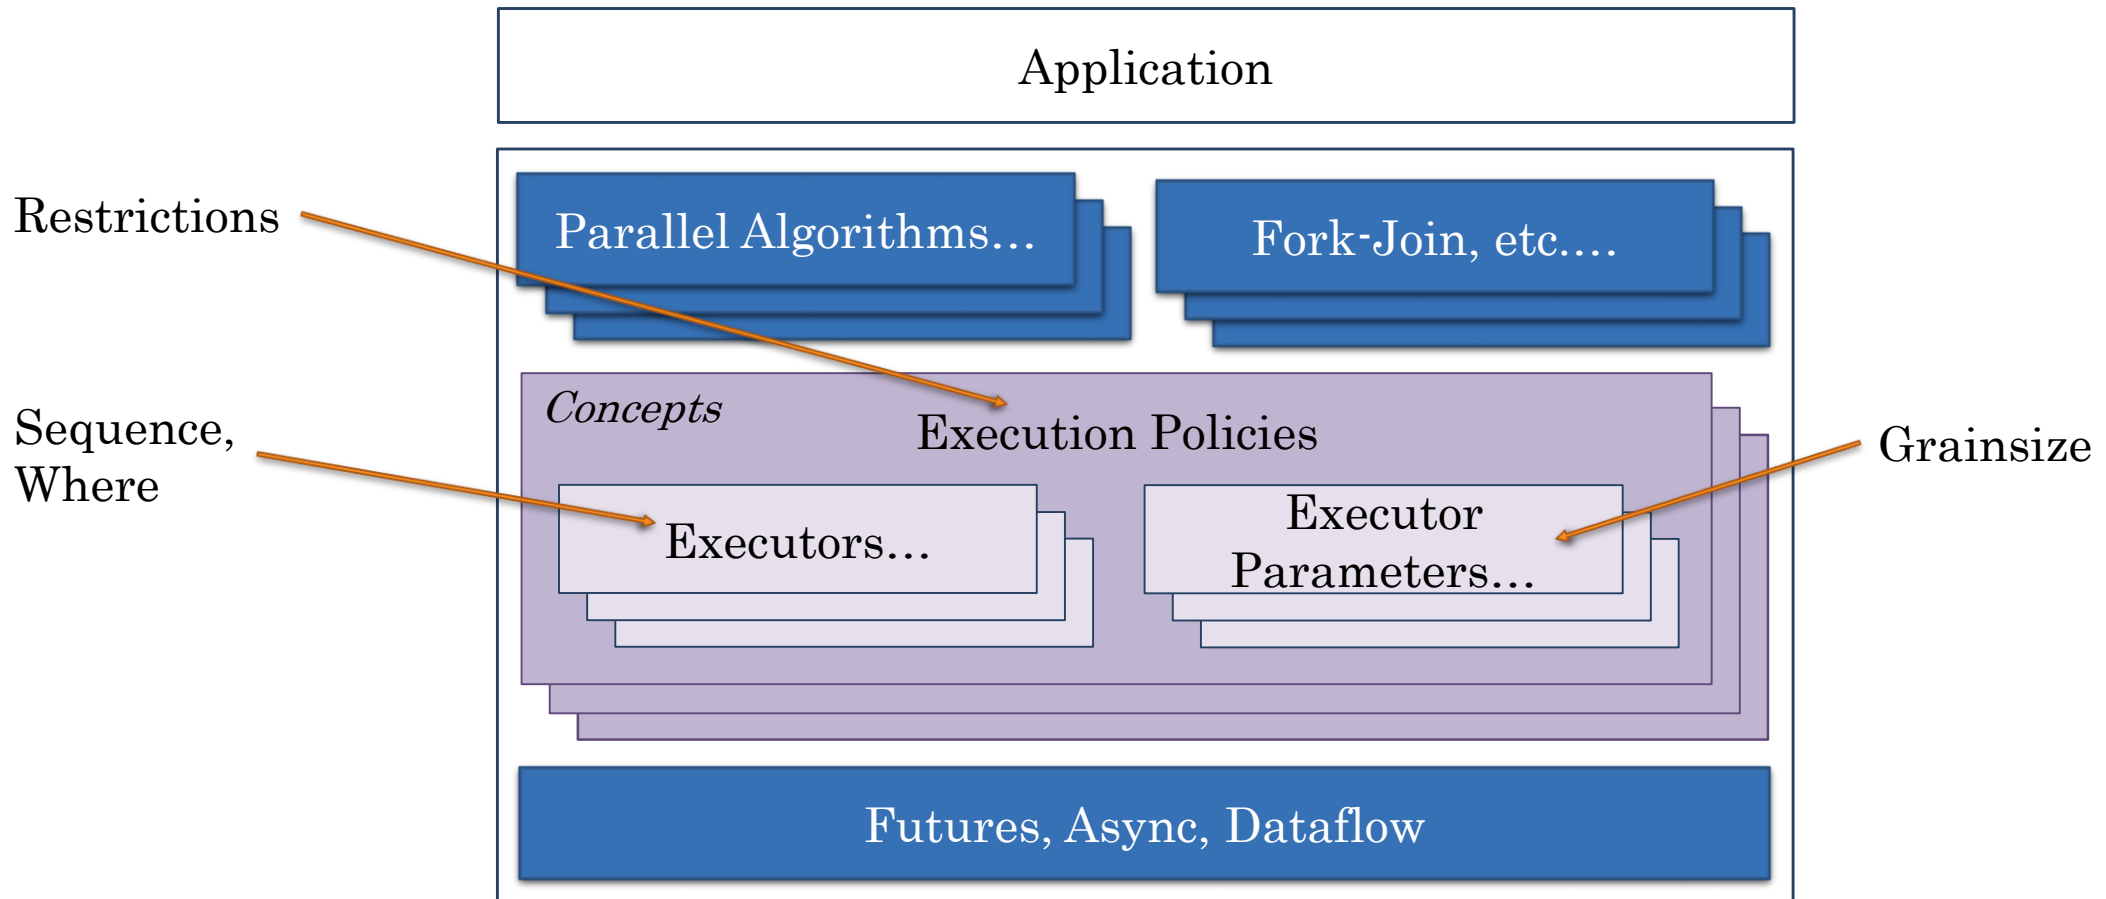 Application
Restrictions
Parallel Algorithms…
Fork-Join, etc.…
Concepts
Execution Policies
Sequence,
Where
Grainsize
Executors…
Executor
Parameters…
Futures, Async, Dataflow